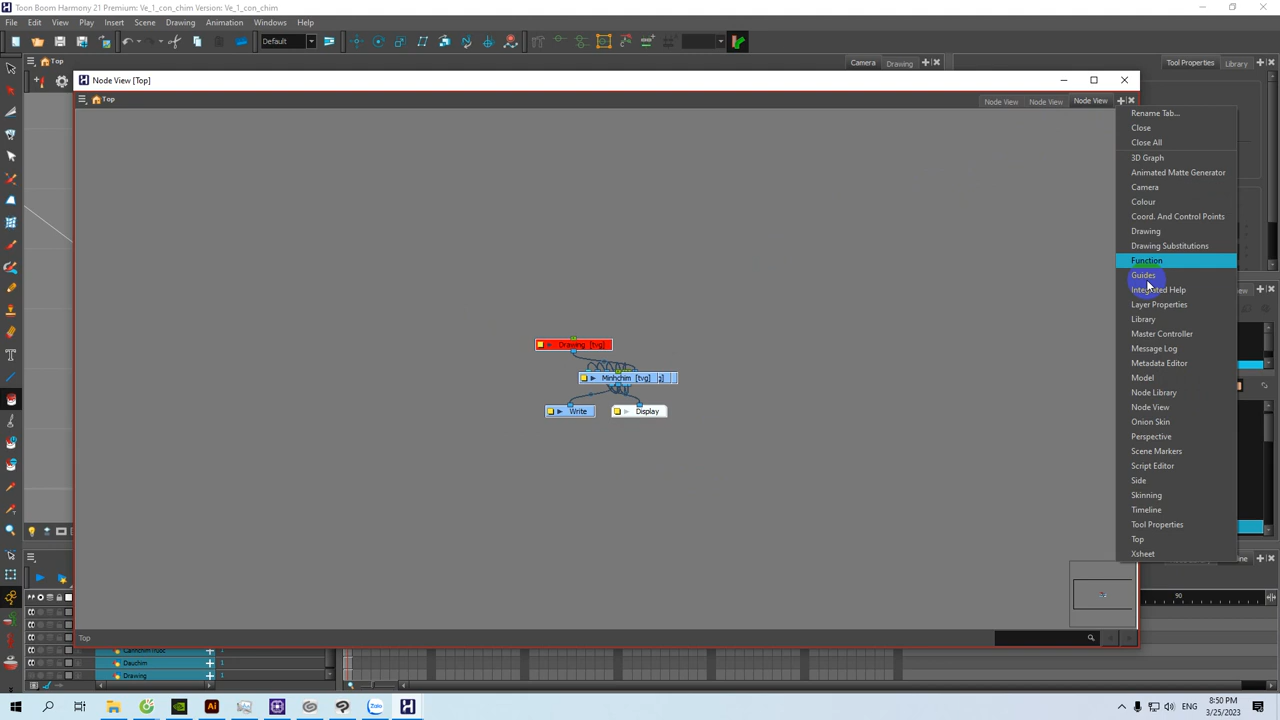 Toon Boom Harmony 21 Premium: Ve_1_con_chim Version: Ve_1_con_chim
File Edit View Play Insert Scene Drawing Animation Windows Help
Default
Top Camera Drawing Tool Properties Library
Node View [Top]
Top Node View Node View Node View
Rename Tab...
Close
Close All
3D Graph
Animated Matte Generator
Camera
Colour
Coord. And Control Points
Drawing
Drawing Substitutions
Function
Guides
Integrated Help
Layer Properties
Library
Master Controller
Message Log
Metadata Editor
Model
Node Library
Node View
Onion Skin
Perspective
Scene Markers
Script Editor
Side
Skinning
Timeline
Tool Properties
Top
Xsheet
Drawing [tvg]
Minhchim [tvg]
Write Display
Top
90
Dauchim 1
Drawing 1
8:50 PM
3/25/2023